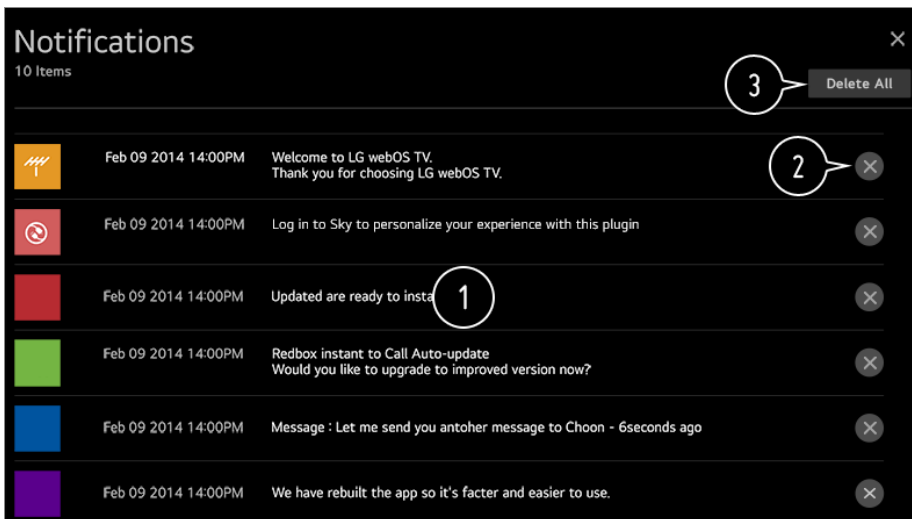 Notifications
10 Items
3
Delete All
Feb 09 2014 14:00PM
Welcome to LG webOS TV.
Thank you for choosing LG webOS TV.
2
Feb 09 2014 14:00PM
Log in to Sky to personalize your experience with this plugin
Feb 09 2014 14:00PM
Updated are ready to insta
1
Feb 09 2014 14:00PM
Redbox instant to Call Auto-update
Would you like to upgrade to improved version now?
Feb 09 2014 14:00PM
Message : Let me send you antoher message to Choon - 6seconds ago
Feb 09 2014 14:00PM
We have rebuilt the app so it's facter and easier to use.